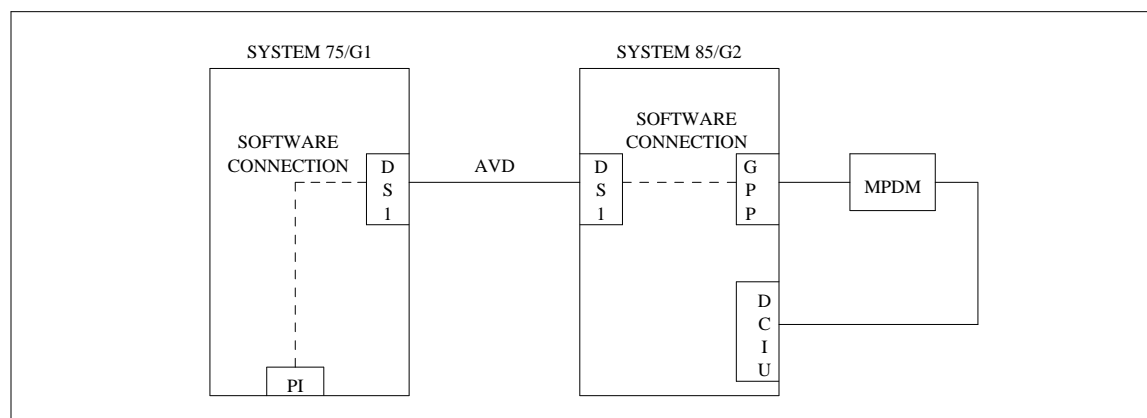 SYSTEM 75/G1
SYSTEM 85/G2
SOFTWARE
CONNECTION
D
S
1
AVD
D
S
1
SOFTWARE
CONNECTION
G
P
P
MPDM
D
C
I
U
PI